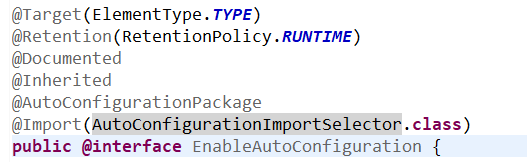 @Target(ElementType.TYPE)
@Retention(RetentionPolicy.RUNTIME)
@Documented
@Inherited
@AutoConfigurationPackage
@Import(AutoConfigurationImportSelector.class)
public @interface EnableAutoConfiguration {